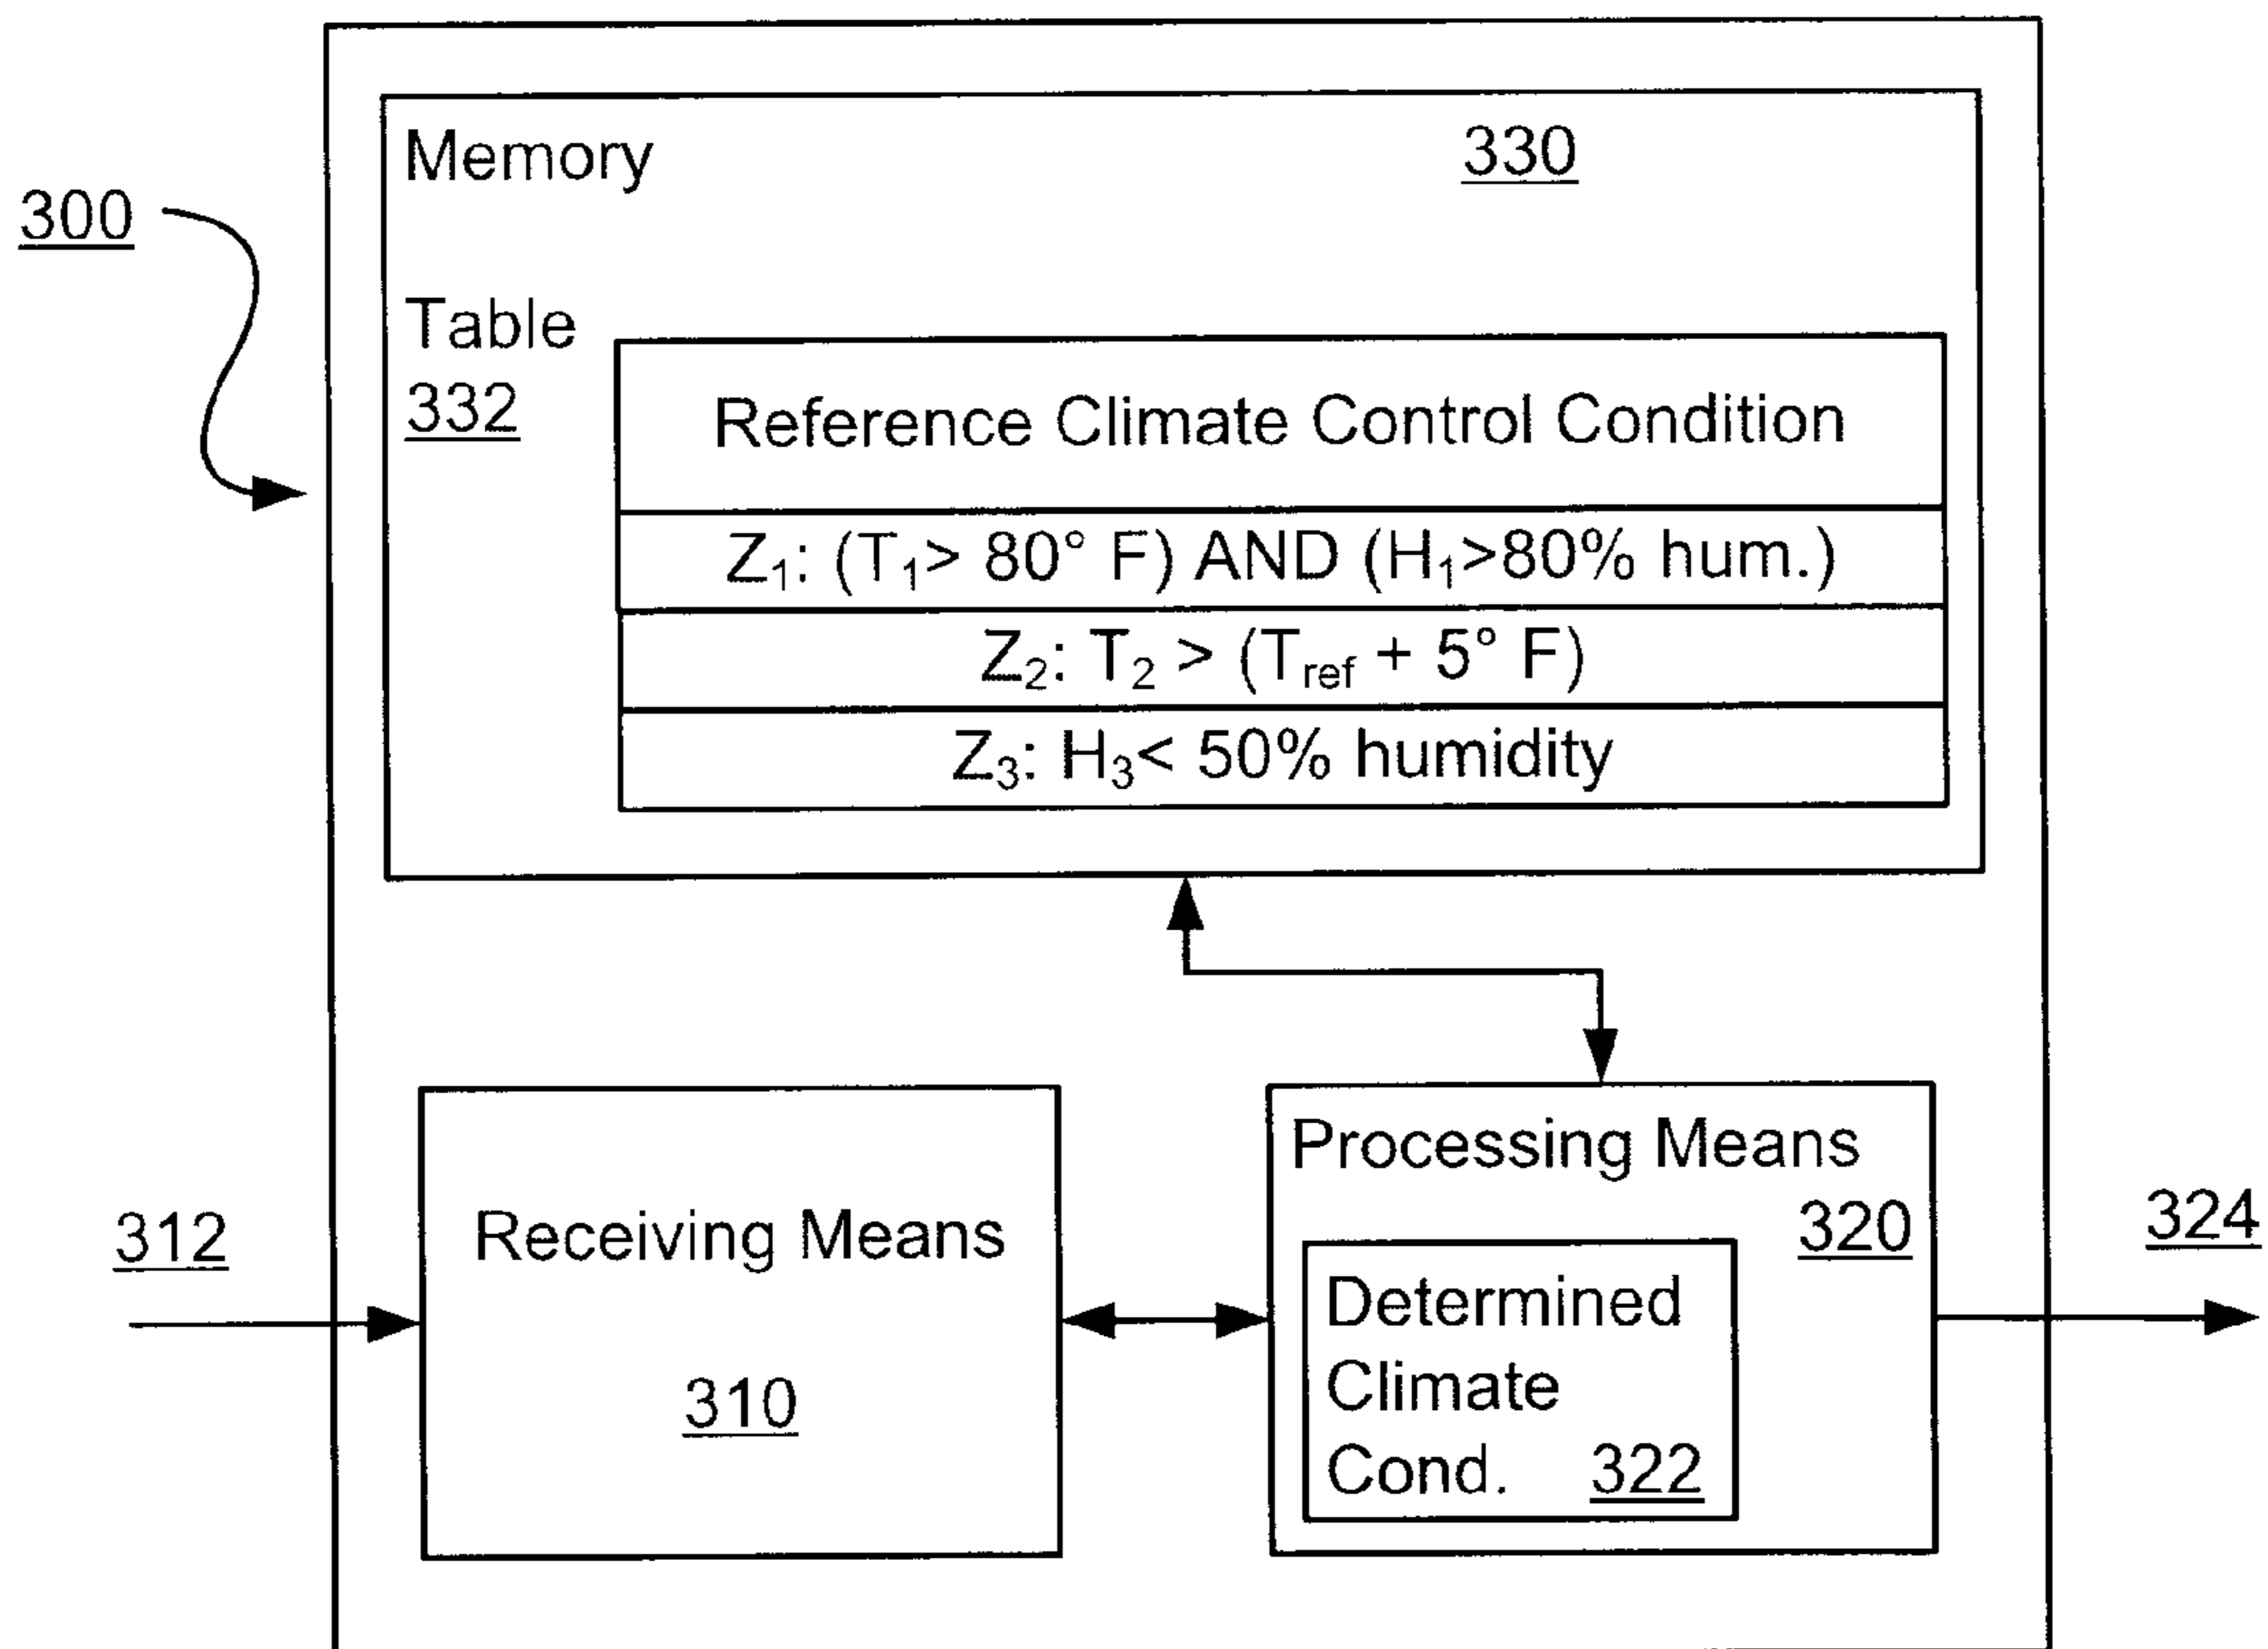 Memory 330
300
Table
332
Reference Climate Control Condition
Z₁: (T₁> 80° F) AND (H₁>80% hum.)
Z₂: T₂ > (Tref + 5° F)
Z₃: H₃< 50% humidity
312
Receiving Means
310
Processing Means
320
Determined
Climate
Cond. 322
324